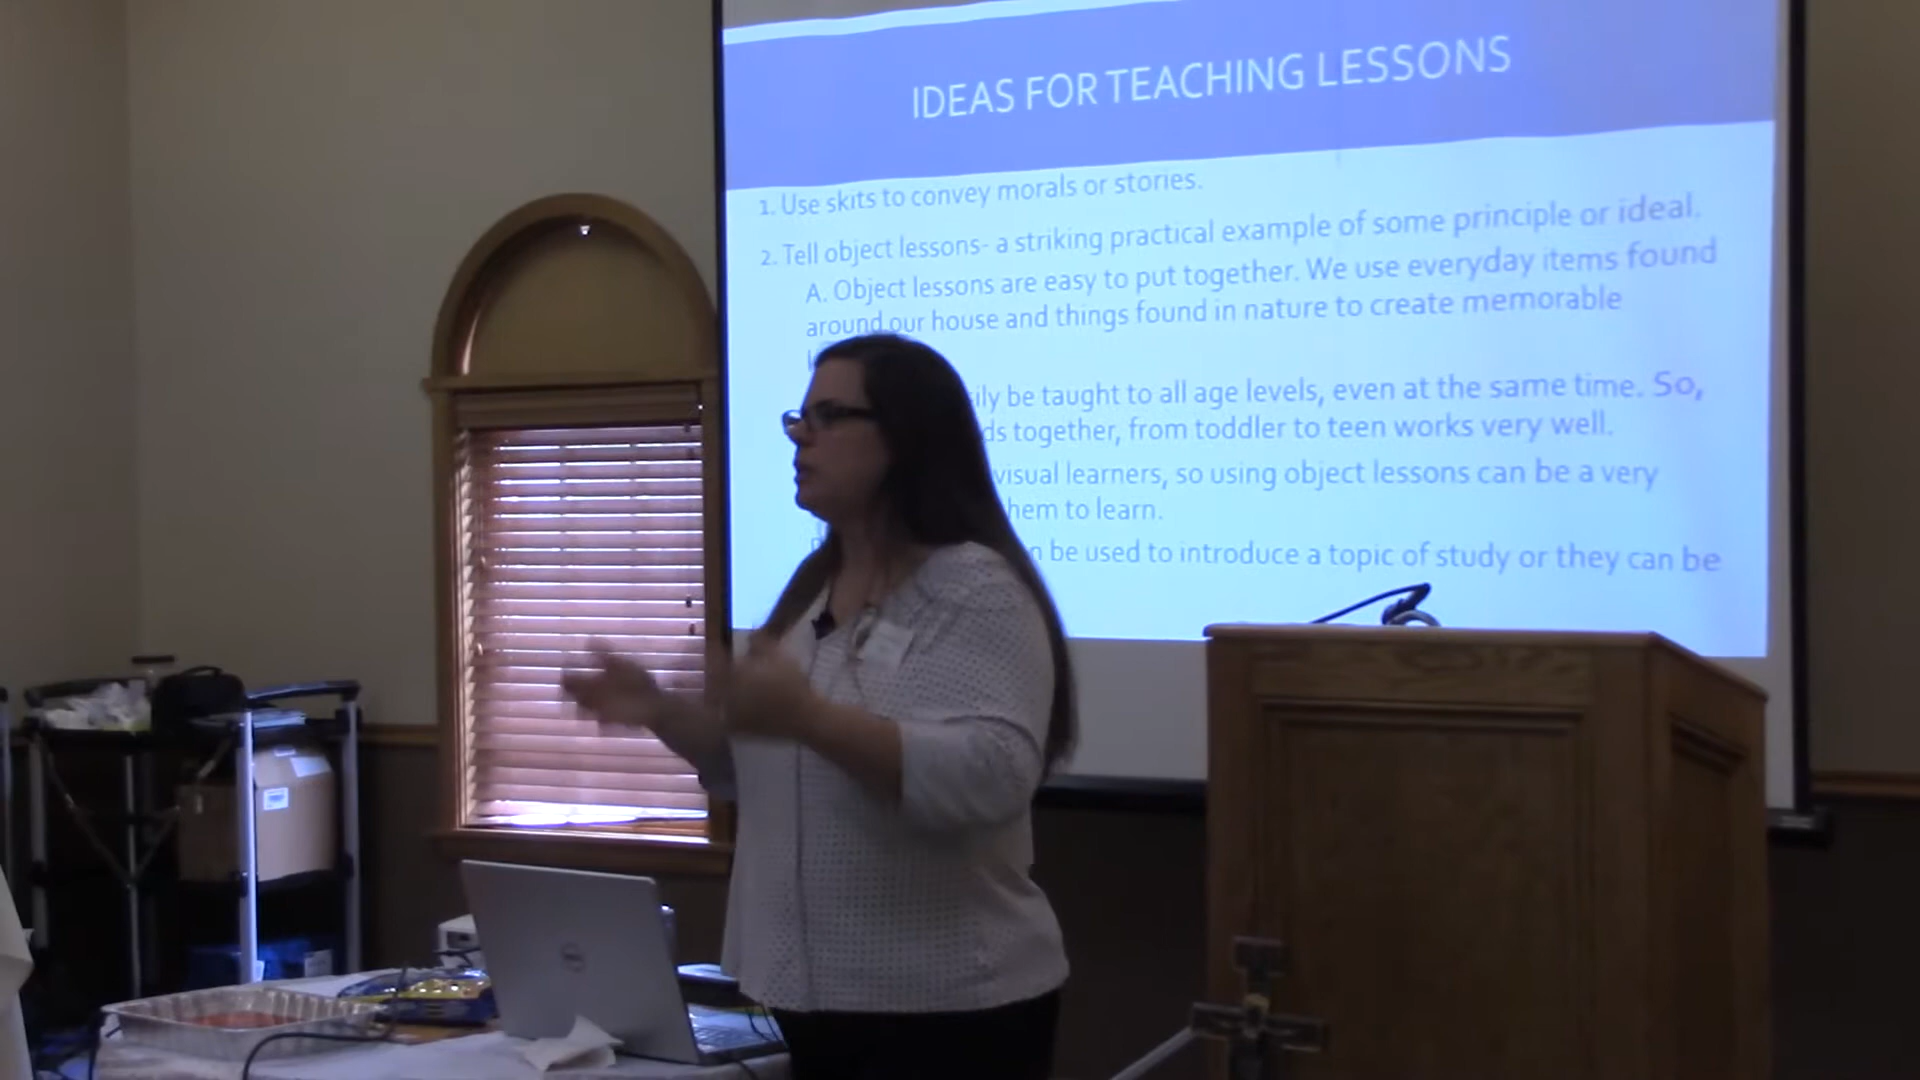 IDEAS FOR TEACHING LESSONS
1. Use skits to convey morals or stories.
2. Tell object lessons- a striking practical example of some principle or ideal.
A. Object lessons are easy to put together. We use everyday items found
around our house and things found in nature to create memorable
be taught to all age levels, even at the same time. So,
together, from toddler to teen works very well.
visual learners, so using object lessons can be a very
to learn.
be used to introduce a topic of study or they can be
DELL